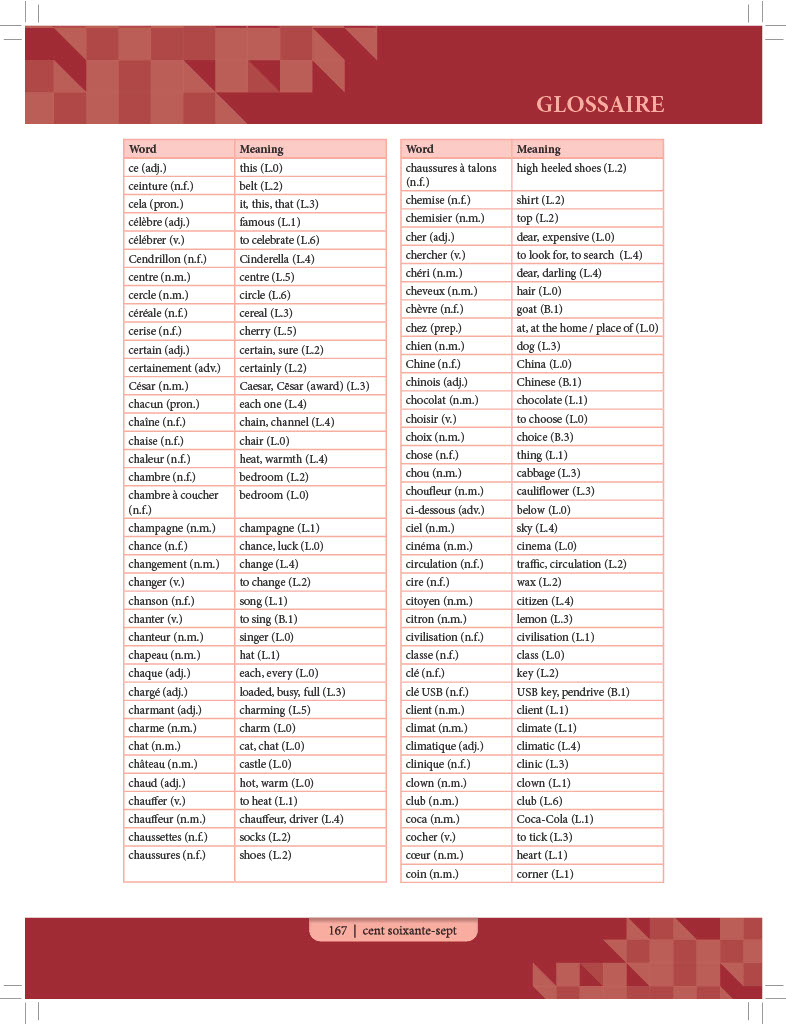 GLOSSAIRE
Word Meaning
ce (adj.) this (L.0)
ceinture (n.f.) belt (L.2)
cela (pron.) it, this, that (L.3)
célèbre (adj.) famous (L.1)
célébrer (v.) to celebrate (L.6)
Cendrillon (n.f.) Cinderella (L.4)
centre (n.m.) centre (L.5)
cercle (n.m.) circle (L.6)
céréale (n.f.) cereal (L.3)
cerise (n.f.) cherry (L.5)
certain (adj.) certain, sure (L.2)
certainement (adv.) certainly (L.2)
César (n.m.) Caesar, César (award) (L.3)
chacun (pron.) each one (L.4)
chaîne (n.f.) chain, channel (L.4)
chaise (n.f.) chair (L.0)
chaleur (n.f.) heat, warmth (L.4)
chambre (n.f.) bedroom (L.2)
chambre à coucher bedroom (L.0)
(n.f.)
champagne (n.m.) champagne (L.1)
chance (n.f.) chance, luck (L.0)
changement (n.m.) change (L.4)
changer (v.) to change (L.2)
chanson (n.f.) song (L.1)
chanter (v.) to sing (B.1)
chanteur (n.m.) singer (L.0)
chapeau (n.m.) hat (L.1)
chaque (adj.) each, every (L.0)
chargé (adj.) loaded, busy, full (L.3)
charmant (adj.) charming (L.5)
charme (n.m.) charm (L.0)
chat (n.m.) cat, chat (L.0)
château (n.m.) castle (L.0)
chaud (adj.) hot, warm (L.0)
chauffer (v.) to heat (L.1)
chauffeur (n.m.) chauffeur, driver (L.4)
chaussettes (n.f.) socks (L.2)
chaussures (n.f.) shoes (L.2)
Word Meaning
chaussures à talons high heeled shoes (L.2)
(n.f.)
chemise (n.f.) shirt (L.2)
chemisier (n.m.) top (L.2)
cher (adj.) dear, expensive (L.0)
chercher (v.) to look for, to search (L.4)
chéri (n.m.) dear, darling (L.4)
cheveux (n.m.) hair (L.0)
chèvre (n.f.) goat (B.1)
chez (prep.) at, at the home / place of (L.0)
chien (n.m.) dog (L.3)
Chine (n.f.) China (L.0)
chinois (adj.) Chinese (B.1)
chocolat (n.m.) chocolate (L.1)
choisir (v.) to choose (L.0)
choix (n.m.) choice (B.3)
chose (n.f.) thing (L.1)
chou (n.m.) cabbage (L.3)
choufleur (n.m.) cauliflower (L.3)
ci-dessous (adv.) below (L.0)
ciel (n.m.) sky (L.4)
cinéma (n.m.) cinema (L.0)
circulation (n.f.) traffic, circulation (L.2)
cire (n.f.) wax (L.2)
citoyen (n.m.) citizen (L.4)
citron (n.m.) lemon (L.3)
civilisation (n.f.) civilisation (L.1)
classe (n.f.) class (L.0)
clé (n.f.) key (L.2)
clé USB (n.f.) USB key, pendrive (B.1)
client (n.m.) client (L.1)
climat (n.m.) climate (L.1)
climatique (adj.) climatic (L.4)
clinique (n.f.) clinic (L.3)
clown (n.m.) clown (L.1)
club (n.m.) club (L.6)
coca (n.m.) Coca-Cola (L.1)
cocher (v.) to tick (L.3)
cœur (n.m.) heart (L.1)
coin (n.m.) corner (L.1)
167 | cent soixante-sept